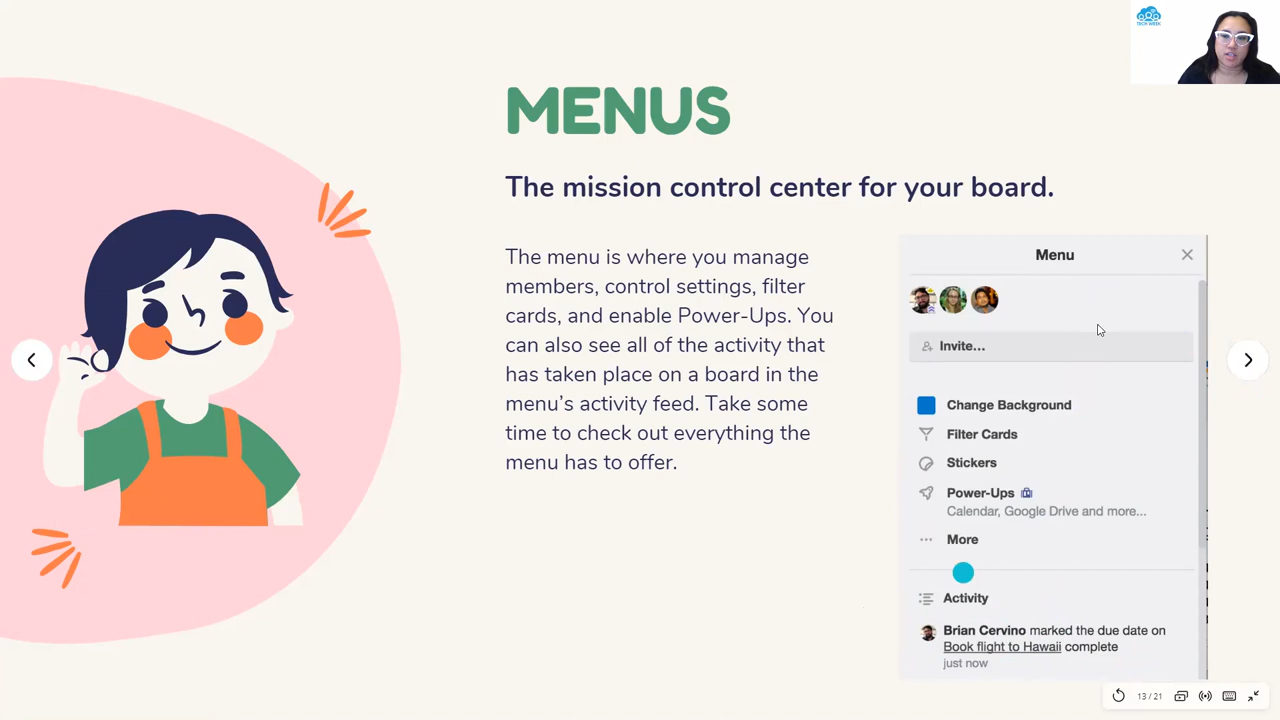 TECH WEEK
MENUS
The mission control center for your board.
The menu is where you manage
members, control settings, filter
cards, and enable Power-Ups. You
can also see all of the activity that
has taken place on a board in the
menu’s activity feed. Take some
time to check out everything the
menu has to offer.
Menu
Invite...
Change Background
Filter Cards
Stickers
Power-Ups
Calendar, Google Drive and more...
More
Activity
Brian Cervino marked the due date on
Book flight to Hawaii complete
just now
13 / 21